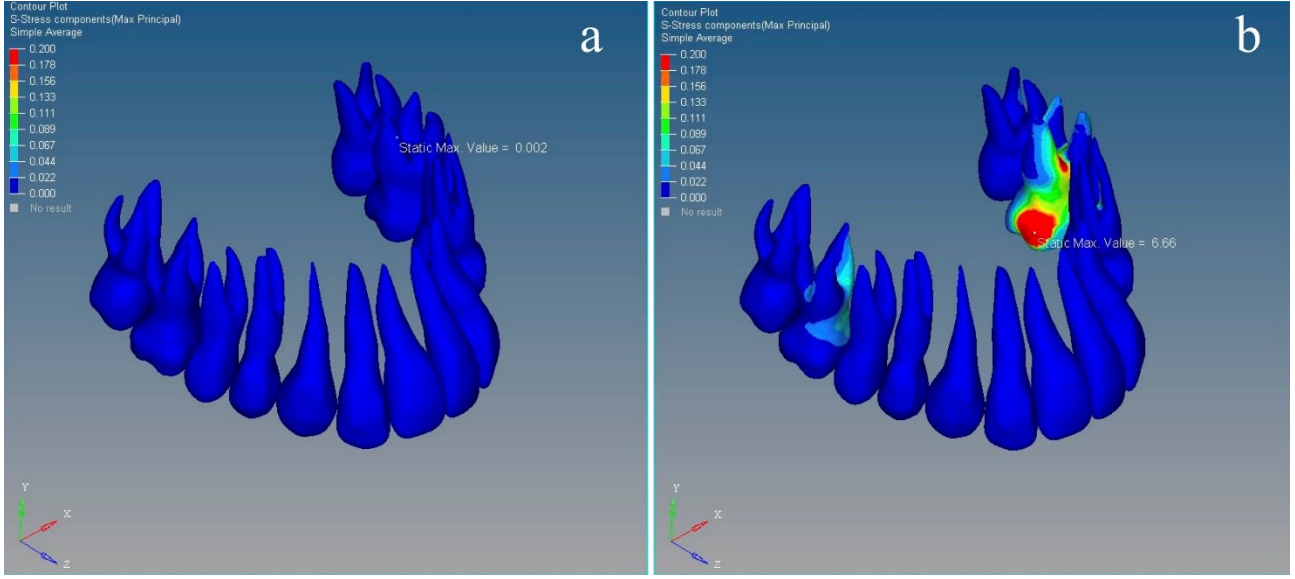 Contour Plot
S-Stress components(Max Principal)
Simple Average
0.200
0.178
0.156
0.133
0.111
0.089
0.067
0.044
0.022
0.000
No result
a
Static Max. Value = 0.002
Y
X
Z
Contour Plot
S-Stress components(Max Principal)
Simple Average
0.200
0.178
0.156
0.133
0.111
0.089
0.067
0.044
0.022
0.000
No result
b
Static Max. Value = 6.66
Y
X
Z